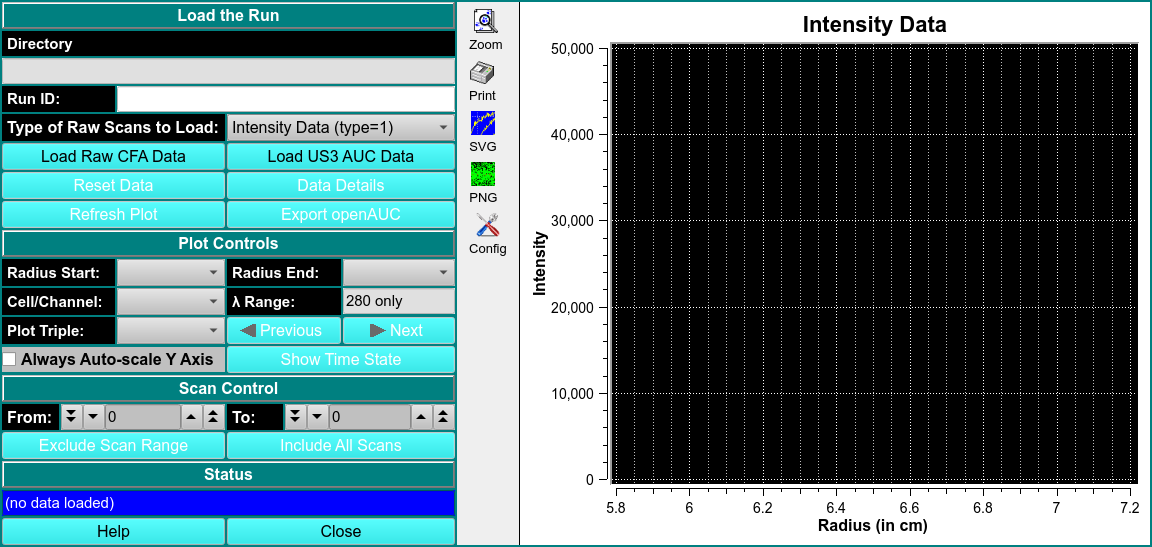 Load the Run
Directory
Run ID:
Type of Raw Scans to Load: Intensity Data (type=1)
Load Raw CFA Data Load US3 AUC Data
Reset Data Data Details
Refresh Plot Export openAUC
Plot Controls
Radius Start: Radius End:
Cell/Channel: λ Range: 280 only
Plot Triple: Previous Next
Always Auto-scale Y Axis Show Time State
Scan Control
From: 0 To: 0
Exclude Scan Range Include All Scans
Status
(no data loaded)
Help Close
Zoom
Print
SVG
PNG
Config
Intensity Data
Intensity
50,000
40,000
30,000
20,000
10,000
0
5.8 6 6.2 6.4 6.6 6.8 7 7.2
Radius (in cm)